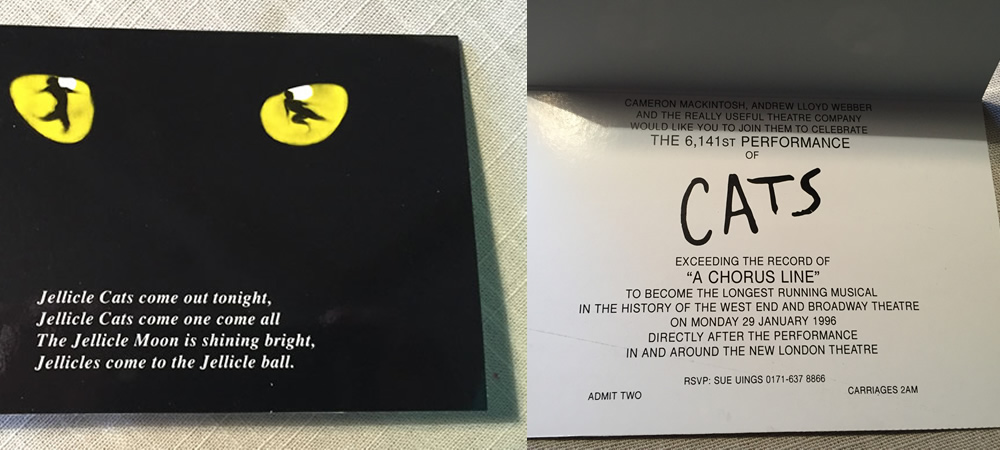 Jellicle Cats come out tonight,
Jellicle Cats come one come all
The Jellicle Moon is shining bright,
Jellicles come to the Jellicle ball.
CAMERON MACKINTOSH, ANDREW LLOYD WEBBER
AND THE REALLY USEFUL THEATRE COMPANY
WOULD LIKE YOU TO JOIN THEM TO CELEBRATE
THE 6,141ST PERFORMANCE
OF
CATS
EXCEEDING THE RECORD OF
“A CHORUS LINE”
TO BECOME THE LONGEST RUNNING MUSICAL
IN THE HISTORY OF THE WEST END AND BROADWAY THEATRE
ON MONDAY 29 JANUARY 1996
DIRECTLY AFTER THE PERFORMANCE
IN AND AROUND THE NEW LONDON THEATRE
RSVP: SUE UINGS 0171-637 8866
ADMIT TWO
CARRIAGES 2AM